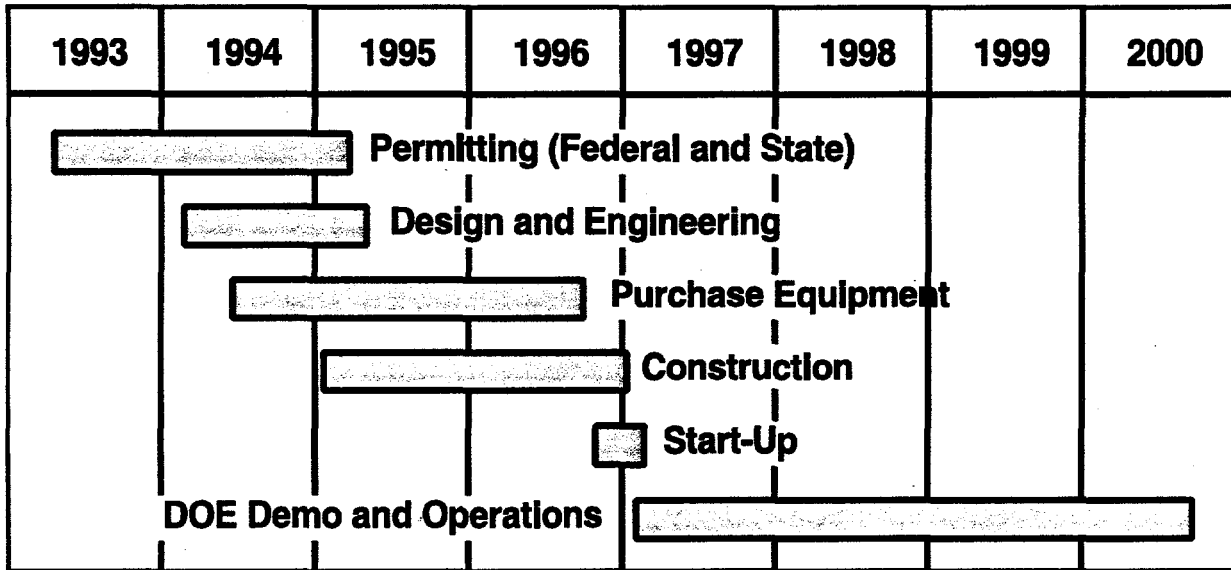 1993 1994 1995 1996 1997 1998 1999 2000
Permitting (Federal and State)
Design and Engineering
Purchase Equipment
Construction
Start-Up
DOE Demo and Operations